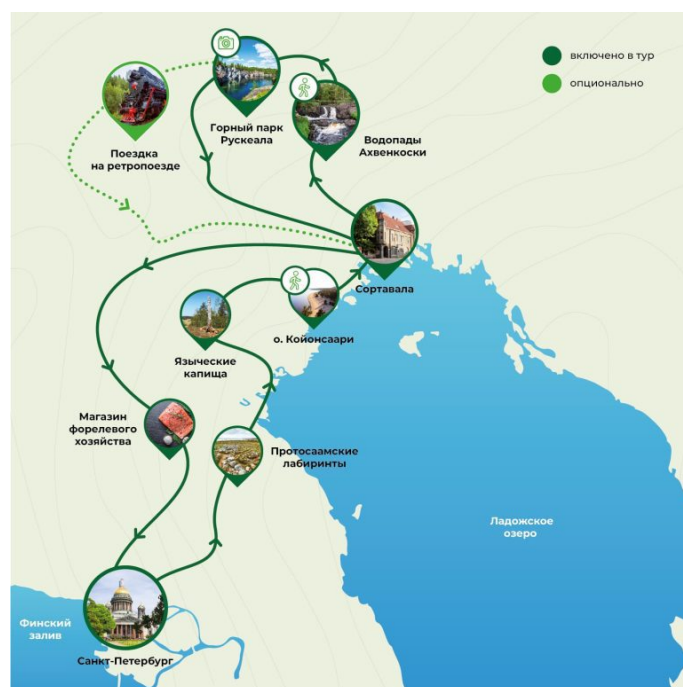 включено в тур
опционально
Поездка
на ретропоезде
Горный парк
Рускеала
Водопады
Ахвенкоски
Сортавала
о. Койонсаари
Языческие
капища
Магазин
форелевого
хозяйства
Протосаамские
лабиринты
Ладожское
озеро
Финский
залив
Санкт-Петербург